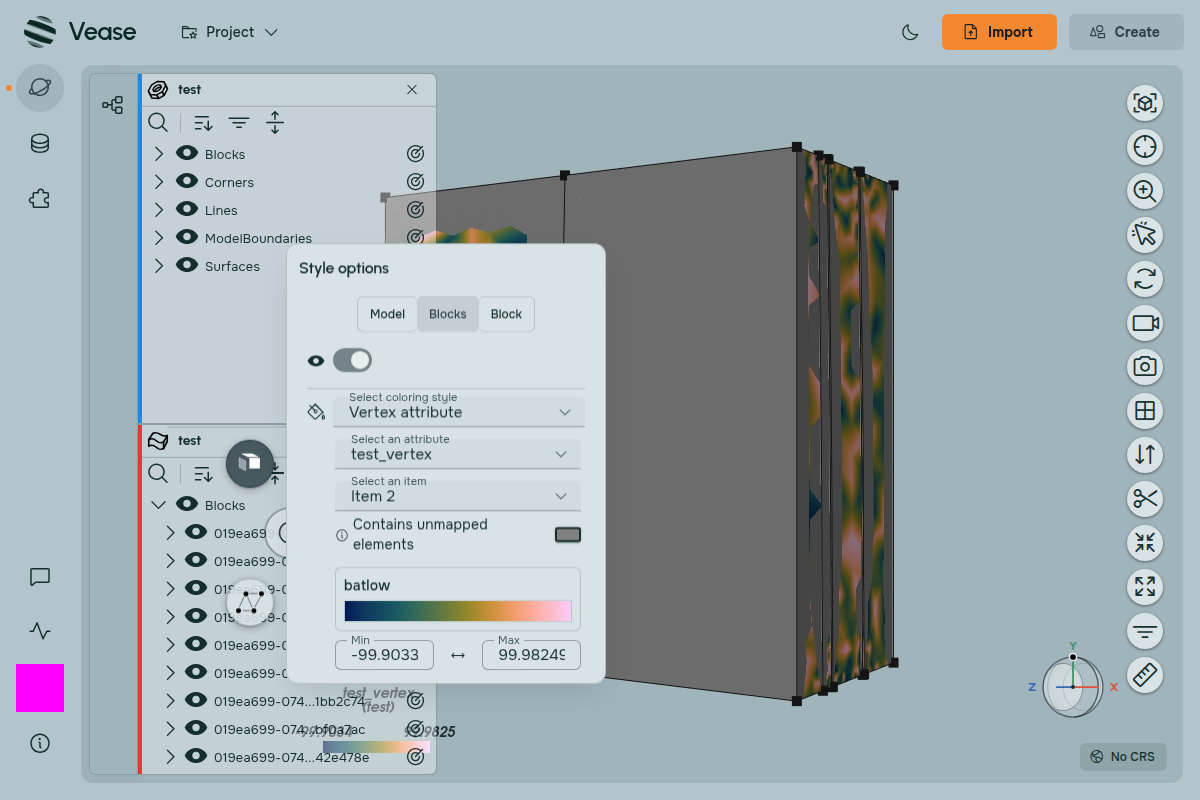 Vease
Project
Import
Create
test
Blocks
Corners
Lines
ModelBoundaries
Surfaces
Style options
Model
Blocks
Block
Select coloring style
Vertex attribute
Select an attribute
test_vertex
Select an item
Item 2
Contains unmapped
elements
batlow
Min
-99.9033
Max
99.98249
test
Blocks
019ea699
019ea699-0
019ea699-0
019ea699-0
019ea699-0
019ea699-0
019ea699-074...1bb2c74
019ea699-074...bf0a7ac
019ea699-074...42e478e
test_vertex
(test)
Y
Z
X
No CRS